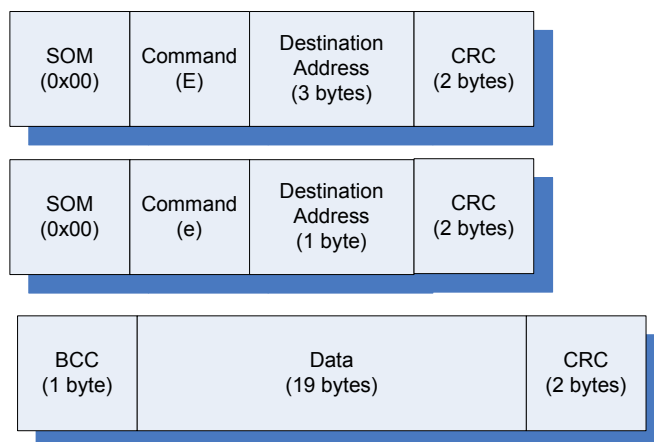 SOM
(0x00)
Command
(E)
Destination
Address
(3 bytes)
CRC
(2 bytes)
SOM
(0x00)
Command
(e)
Destination
Address
(1 byte)
CRC
(2 bytes)
BCC
(1 byte)
Data
(19 bytes)
CRC
(2 bytes)